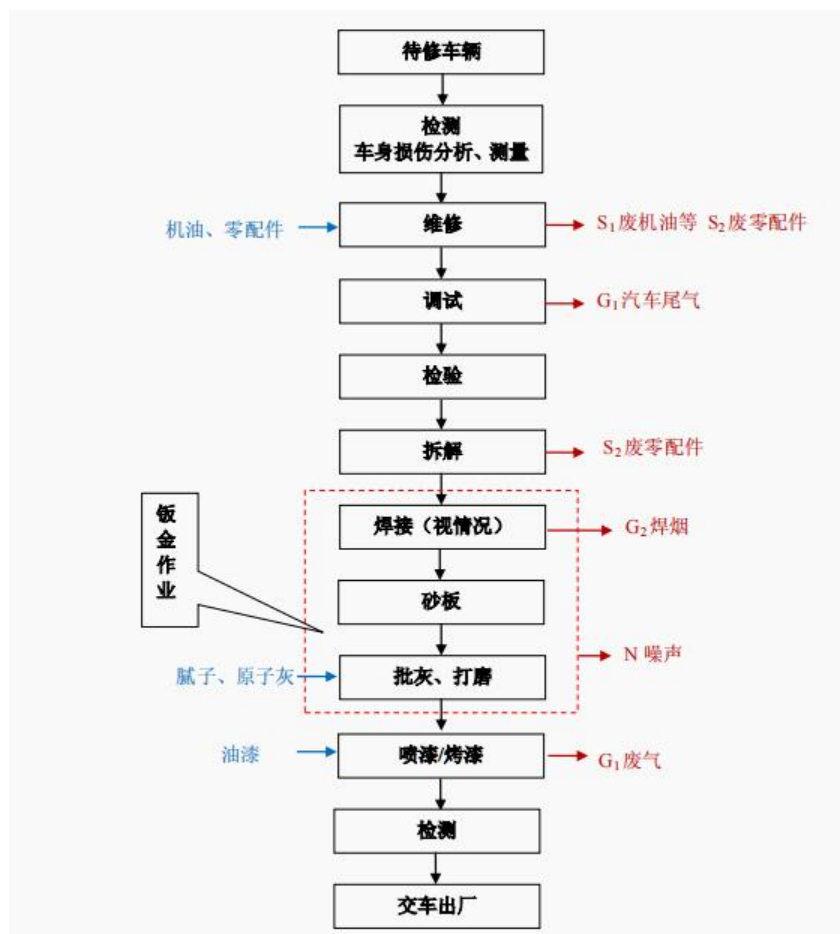 待修车辆
检测
车身损伤分析、测量
机油、零配件
维修
S₁废机油等 S₂废零配件
调试
G₁汽车尾气
检验
拆解
S₂废零配件
钣金作业
焊接（视情况）
G₂焊烟
砂板
N 噪声
腻子、原子灰
批灰、打磨
油漆
喷漆/烤漆
G₁废气
检测
交车出厂